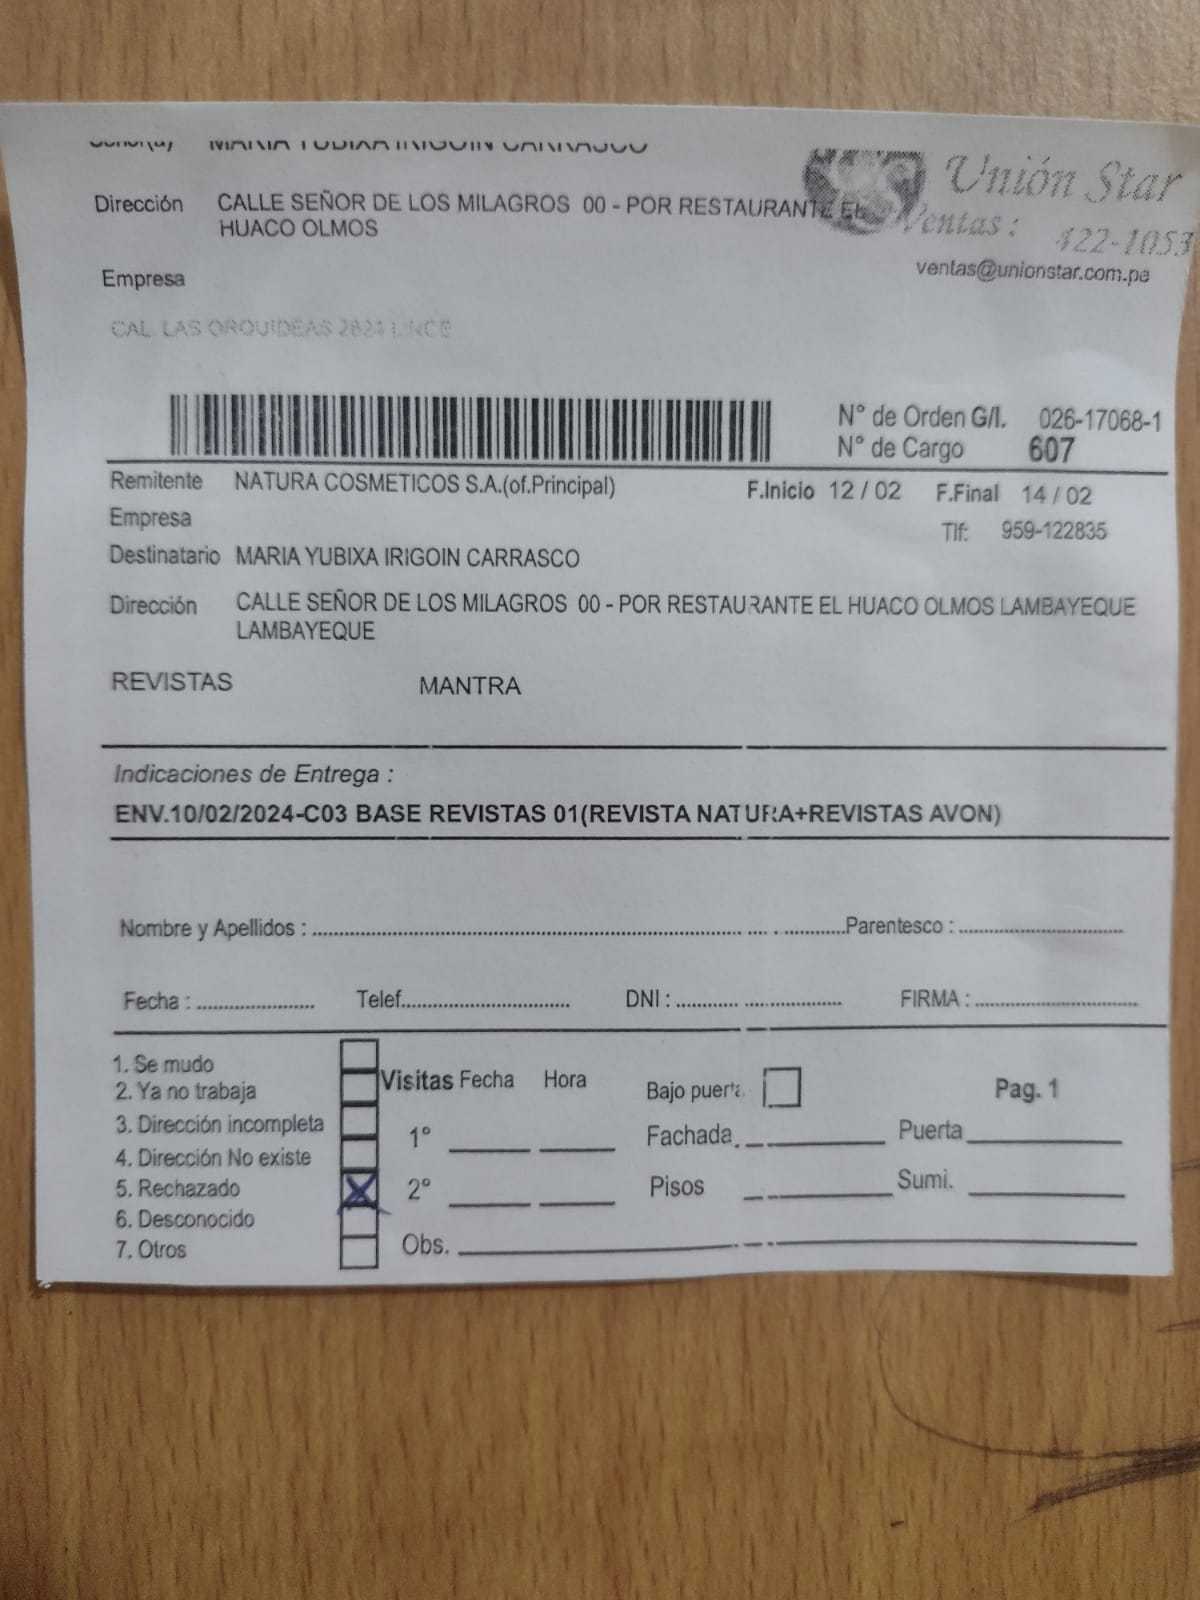 Señor(a) MARIA YUBIXA IRIGOIN CARRASCO
Unión Star
Dirección CALLE SEÑOR DE LOS MILAGROS 00 - POR RESTAURANTE EL
HUACO OLMOS
Ventas : 422-1053
ventas@unionstar.com.pe
Empresa
CAL. LAS ORQUIDEAS 2624 LINCE
N° de Orden G/I. 026-17068-1
N° de Cargo 607
Remitente NATURA COSMETICOS S.A.(of.Principal) F.Inicio 12 / 02 F.Final 14 / 02
Empresa Tlf: 959-122835
Destinatario MARIA YUBIXA IRIGOIN CARRASCO
Dirección CALLE SEÑOR DE LOS MILAGROS 00 - POR RESTAURANTE EL HUACO OLMOS LAMBAYEQUE
LAMBAYEQUE
REVISTAS MANTRA
Indicaciones de Entrega :
ENV.10/02/2024-C03 BASE REVISTAS 01(REVISTA NATURA+REVISTAS AVON)
Nombre y Apellidos : Parentesco :
Fecha : Telef. DNI : FIRMA :
1. Se mudo
2. Ya no trabaja
3. Dirección incompleta
4. Dirección No existe
5. Rechazado X
6. Desconocido
7. Otros
Visitas Fecha Hora
1°
2°
Obs.
Bajo puerta Pag. 1
Fachada Puerta
Pisos Sumi.